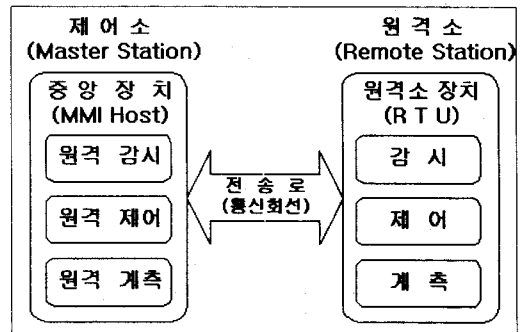 제 어 소
(Master Station)
중 앙 장 치
(MMI Host)
원격 감시
원격 제어
원격 계측
전 송 로
(통신회선)
원 격 소
(Remote Station)
원격소 장치
(R T U)
감 시
제 어
계 측